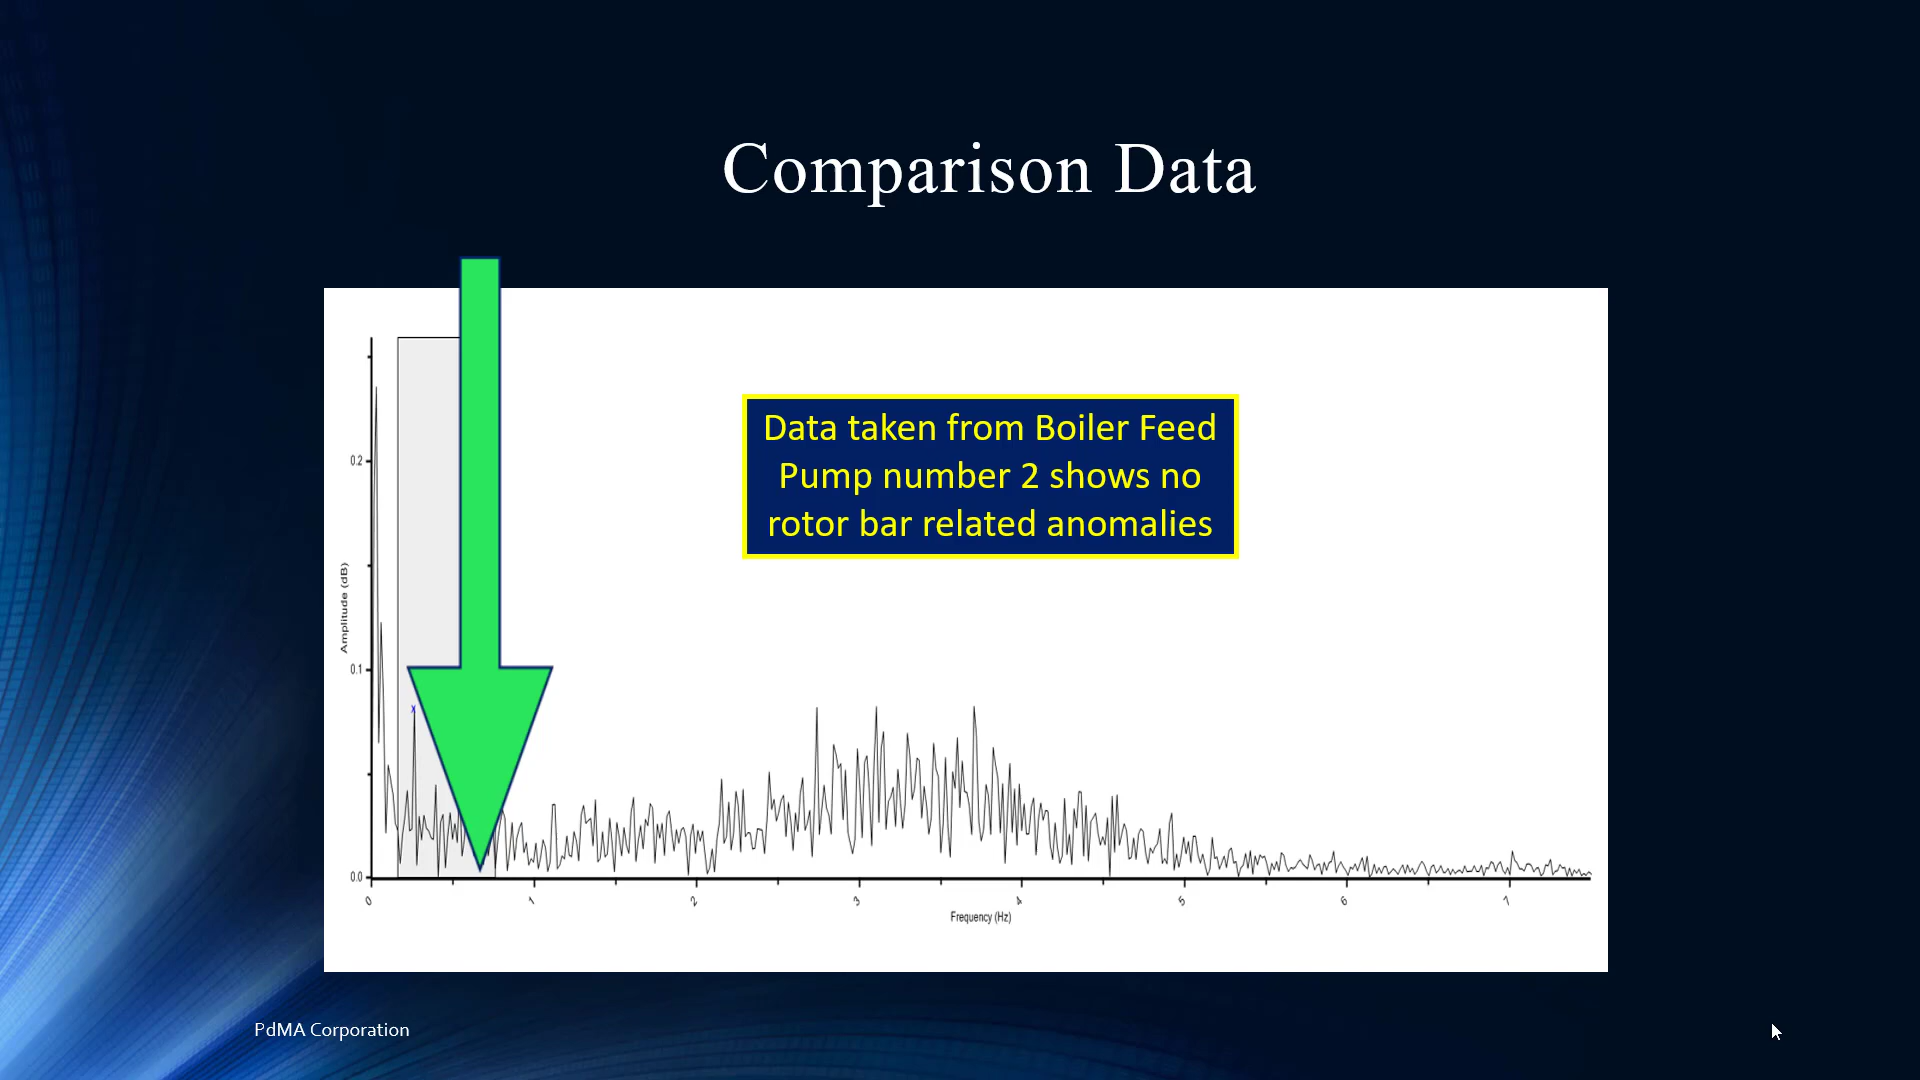 Comparison Data
Data taken from Boiler Feed
Pump number 2 shows no
rotor bar related anomalies
Amplitude (dB)
0.2
0.1
0.0
x
0
1
2
3
4
5
6
7
Frequency (Hz)
PdMA Corporation